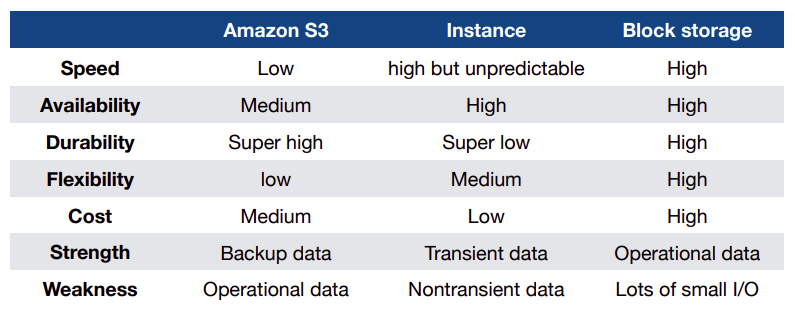 Amazon S3 Instance Block storage
Speed Low high but unpredictable High
Availability Medium High High
Durability Super high Super low High
Flexibility low Medium High
Cost Medium Low High
Strength Backup data Transient data Operational data
Weakness Operational data Nontransient data Lots of small I/O